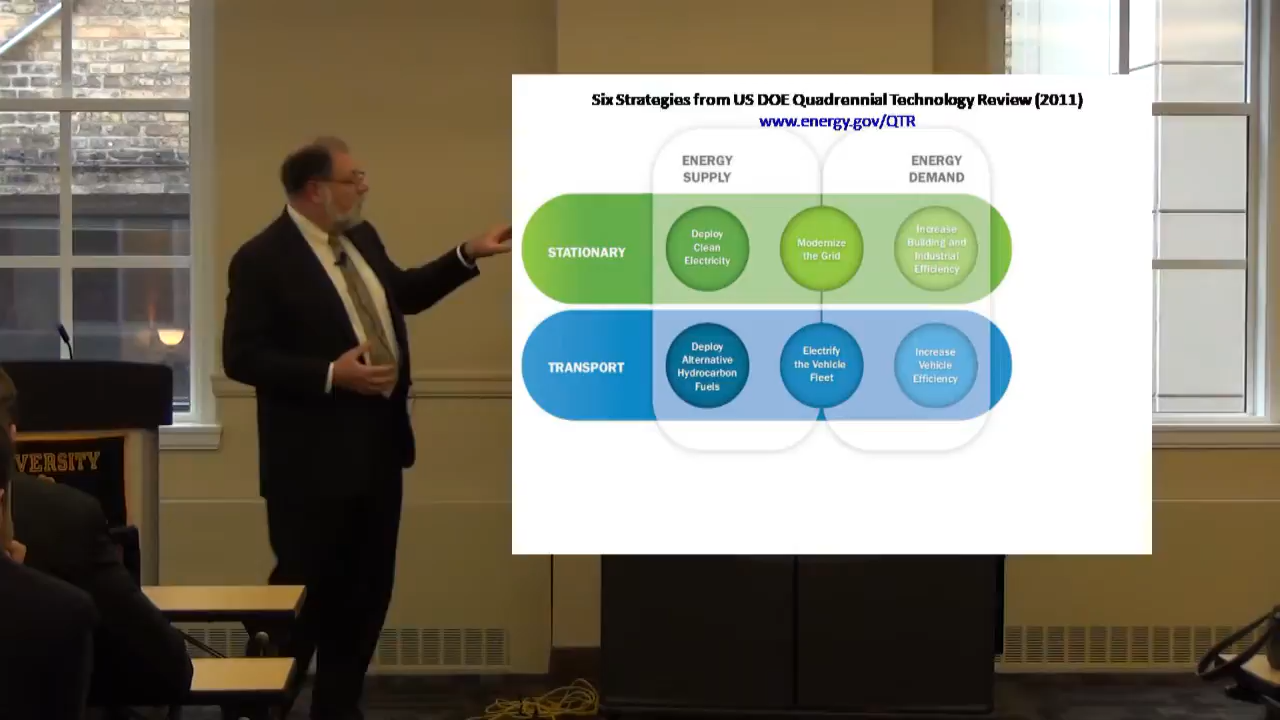 Six Strategies from US DOE Quadrennial Technology Review (2011)
www.energy.gov/QTR
ENERGY
SUPPLY
ENERGY
DEMAND
STATIONARY
Deploy
Clean
Electricity
Modernize
the Grid
Increase
Building and
Industrial
Efficiency
TRANSPORT
Deploy
Alternative
Hydrocarbon
Fuels
Electrify
the Vehicle
Fleet
Increase
Vehicle
Efficiency
VERSITY